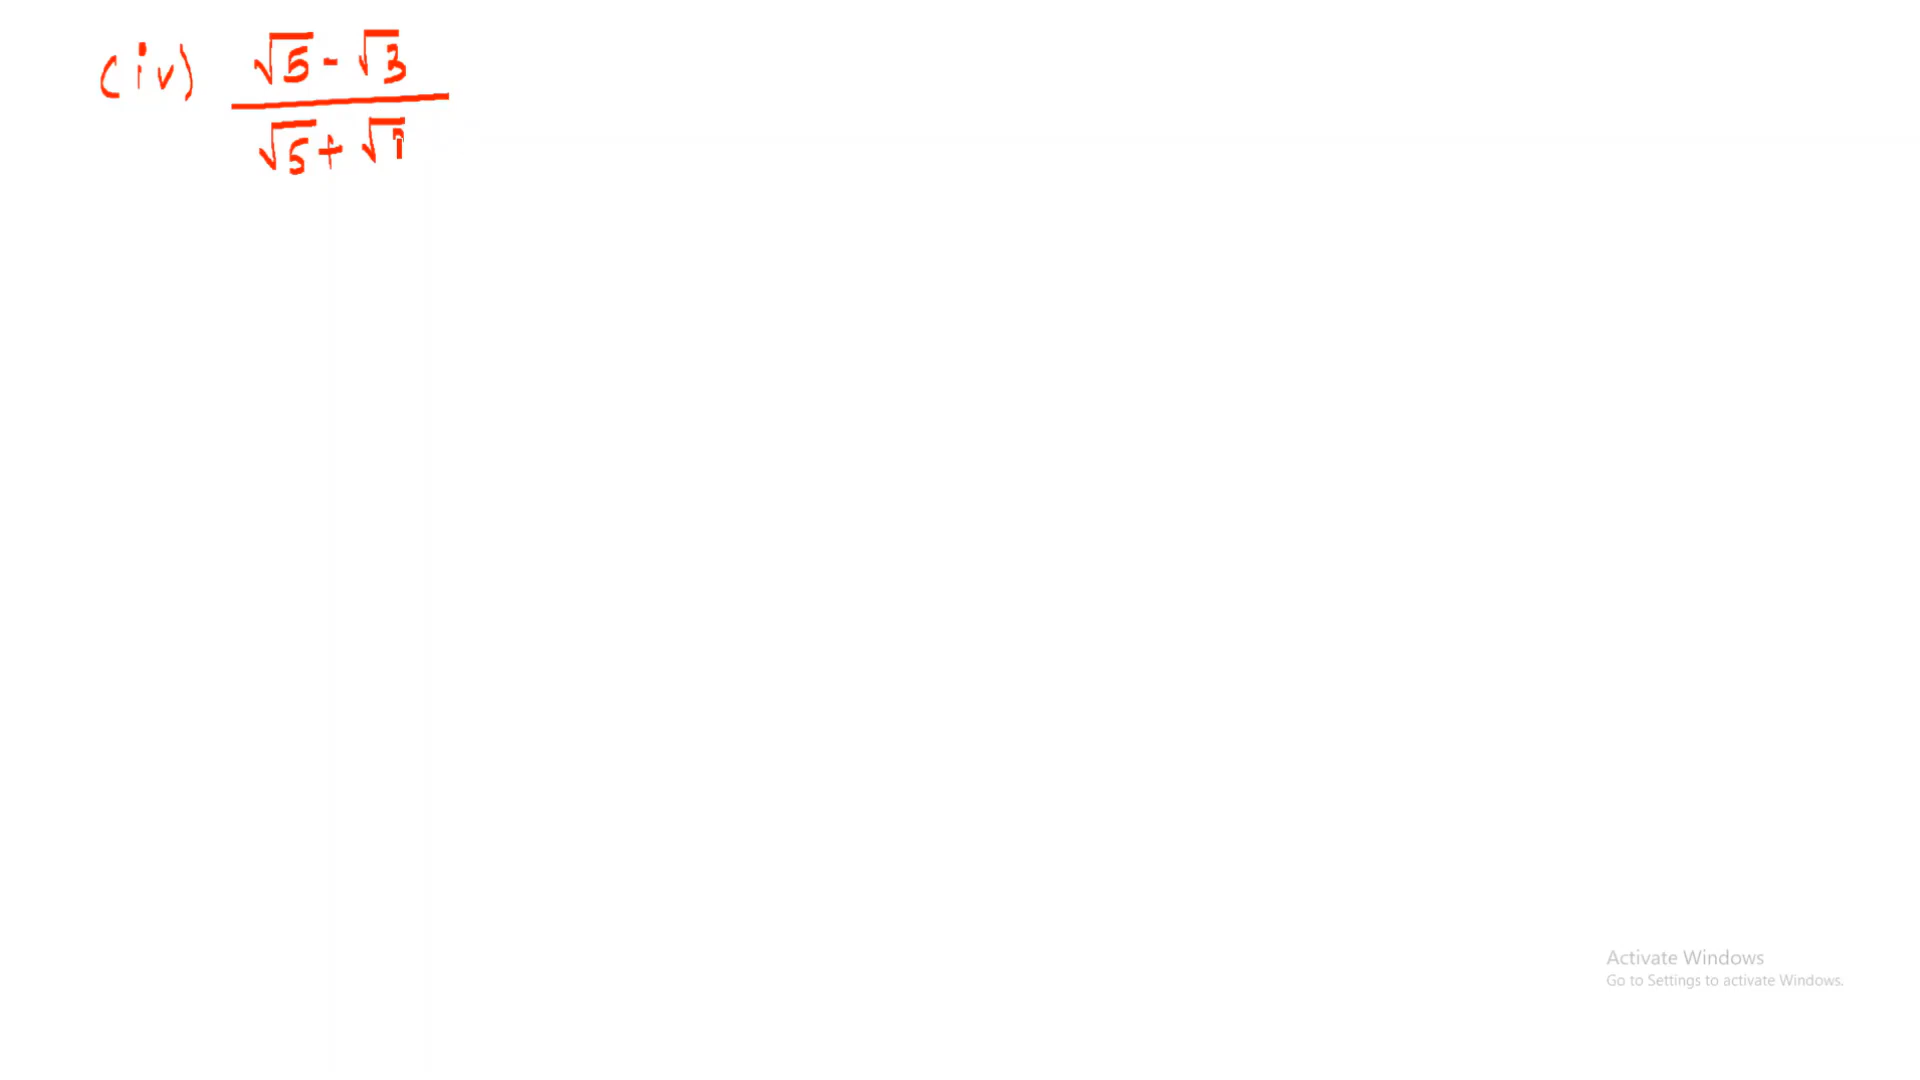 (iv) √5 - √3
√5 + √
Activate Windows
Go to Settings to activate Windows.